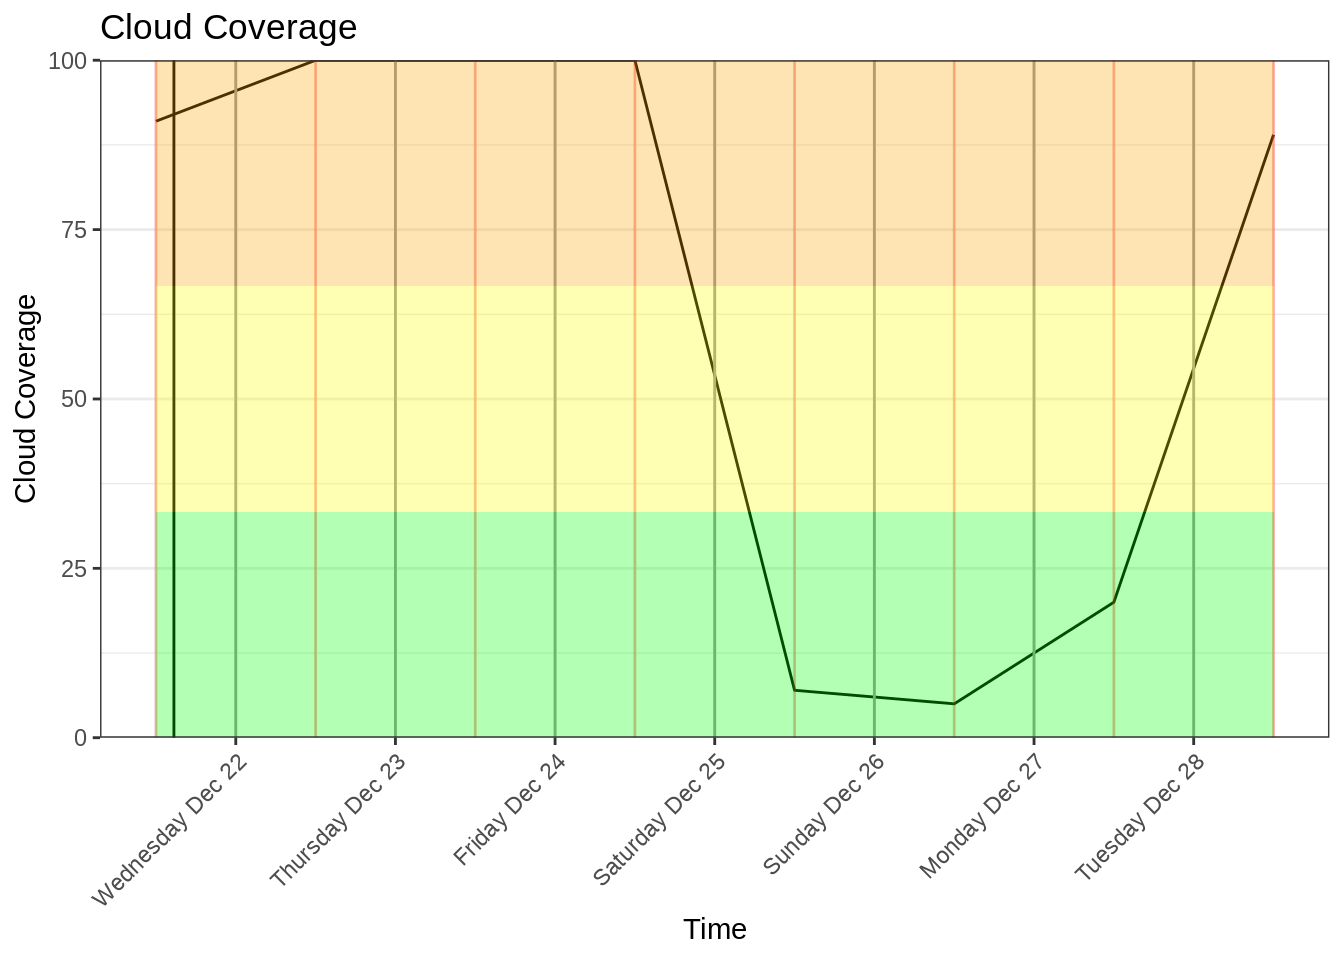 Cloud Coverage
100
75
50
25
0
Cloud Coverage
Wednesday Dec 22
Thursday Dec 23
Friday Dec 24
Saturday Dec 25
Sunday Dec 26
Monday Dec 27
Tuesday Dec 28
Time